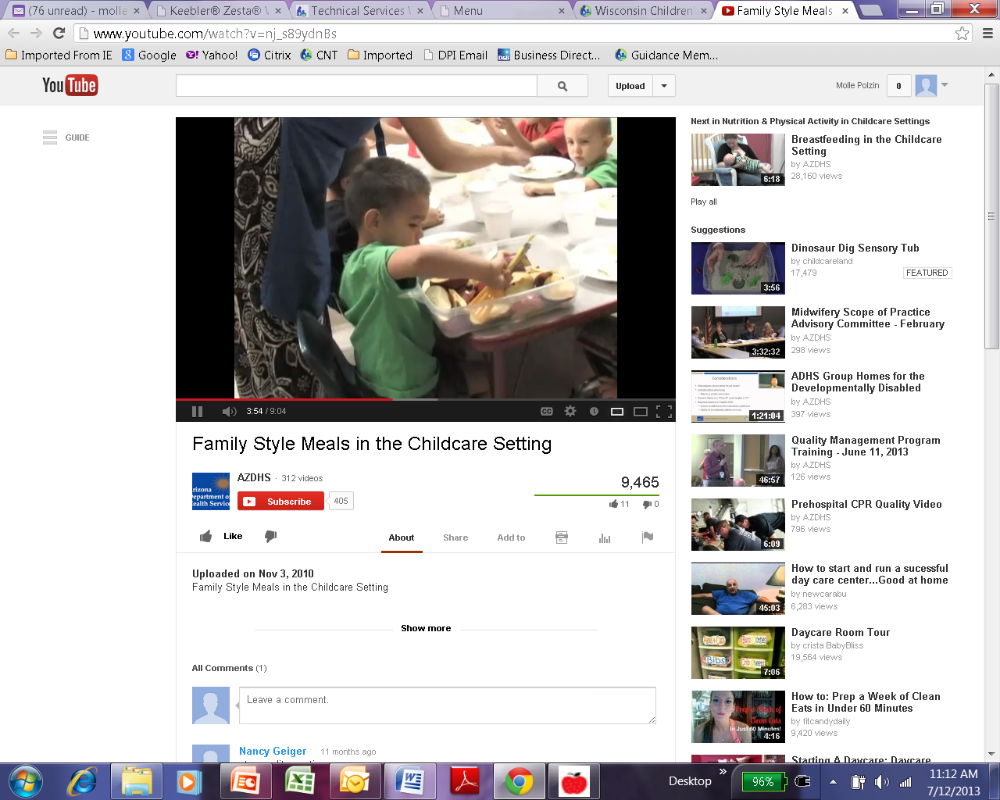 (76 unread) - molle
Keebler® Zesta® V
Technical Services V
Menu
Wisconsin Children'
Family Style Meals
www.youtube.com/watch?v=nj_s89ydnBs
Imported From IE
Google
Yahoo!
Citrix
CNT
Imported
DPI Email
Business Direct...
Guidance Mem...
YouTube
Upload
Molle Polzin
0
GUIDE
3:54 / 9:04
CC
Family Style Meals in the Childcare Setting
Arizona
Department of
Health Services
AZDHS · 312 videos
Subscribe
405
9,465
11
0
Like
About
Share
Add to
Uploaded on Nov 3, 2010
Family Style Meals in the Childcare Setting
Show more
All Comments (1)
Leave a comment.
Nancy Geiger 11 months ago
Next in Nutrition & Physical Activity in Childcare Settings
6:18
Breastfeeding in the Childcare
Setting
by AZDHS
28,160 views
Play all
Suggestions
3:56
Dinosaur Dig Sensory Tub
by childcareland
17,479
FEATURED
3:32:32
Midwifery Scope of Practice
Advisory Committee - February
by AZDHS
298 views
Considerations
1:21:04
ADHS Group Homes for the
Developmentally Disabled
by AZDHS
397 views
46:57
Quality Management Program
Training - June 11, 2013
by AZDHS
126 views
6:09
Prehospital CPR Quality Video
by AZDHS
796 views
45:03
How to start and run a sucessful
day care center...Good at home
by newcarabu
6,283 views
Bibs
7:06
Daycare Room Tour
by crista BabyBliss
19,564 views
Prep a Week of
Clean Eats
In Just 60 Minutes!
4:16
How to: Prep a Week of Clean
Eats in Under 60 Minutes
by fitcandydaily
9,420 views
Starting A Daycare: Daycare
Desktop
96%
11:12 AM
7/12/2013